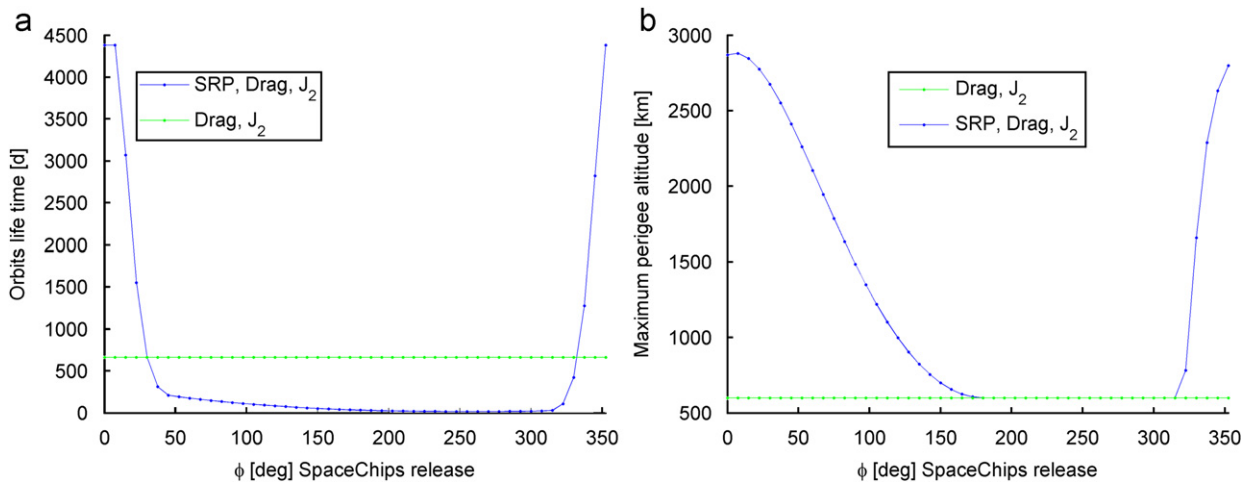 a
4500
4000
3500
3000
2500
2000
1500
1000
500
0
Orbits life time [d]
SRP, Drag, J2
Drag, J2
0 50 100 150 200 250 300 350
ϕ [deg] SpaceChips release
b
3000
2500
2000
1500
1000
500
Maximum perigee altitude [km]
Drag, J2
SRP, Drag, J2
0 50 100 150 200 250 300 350
ϕ [deg] SpaceChips release